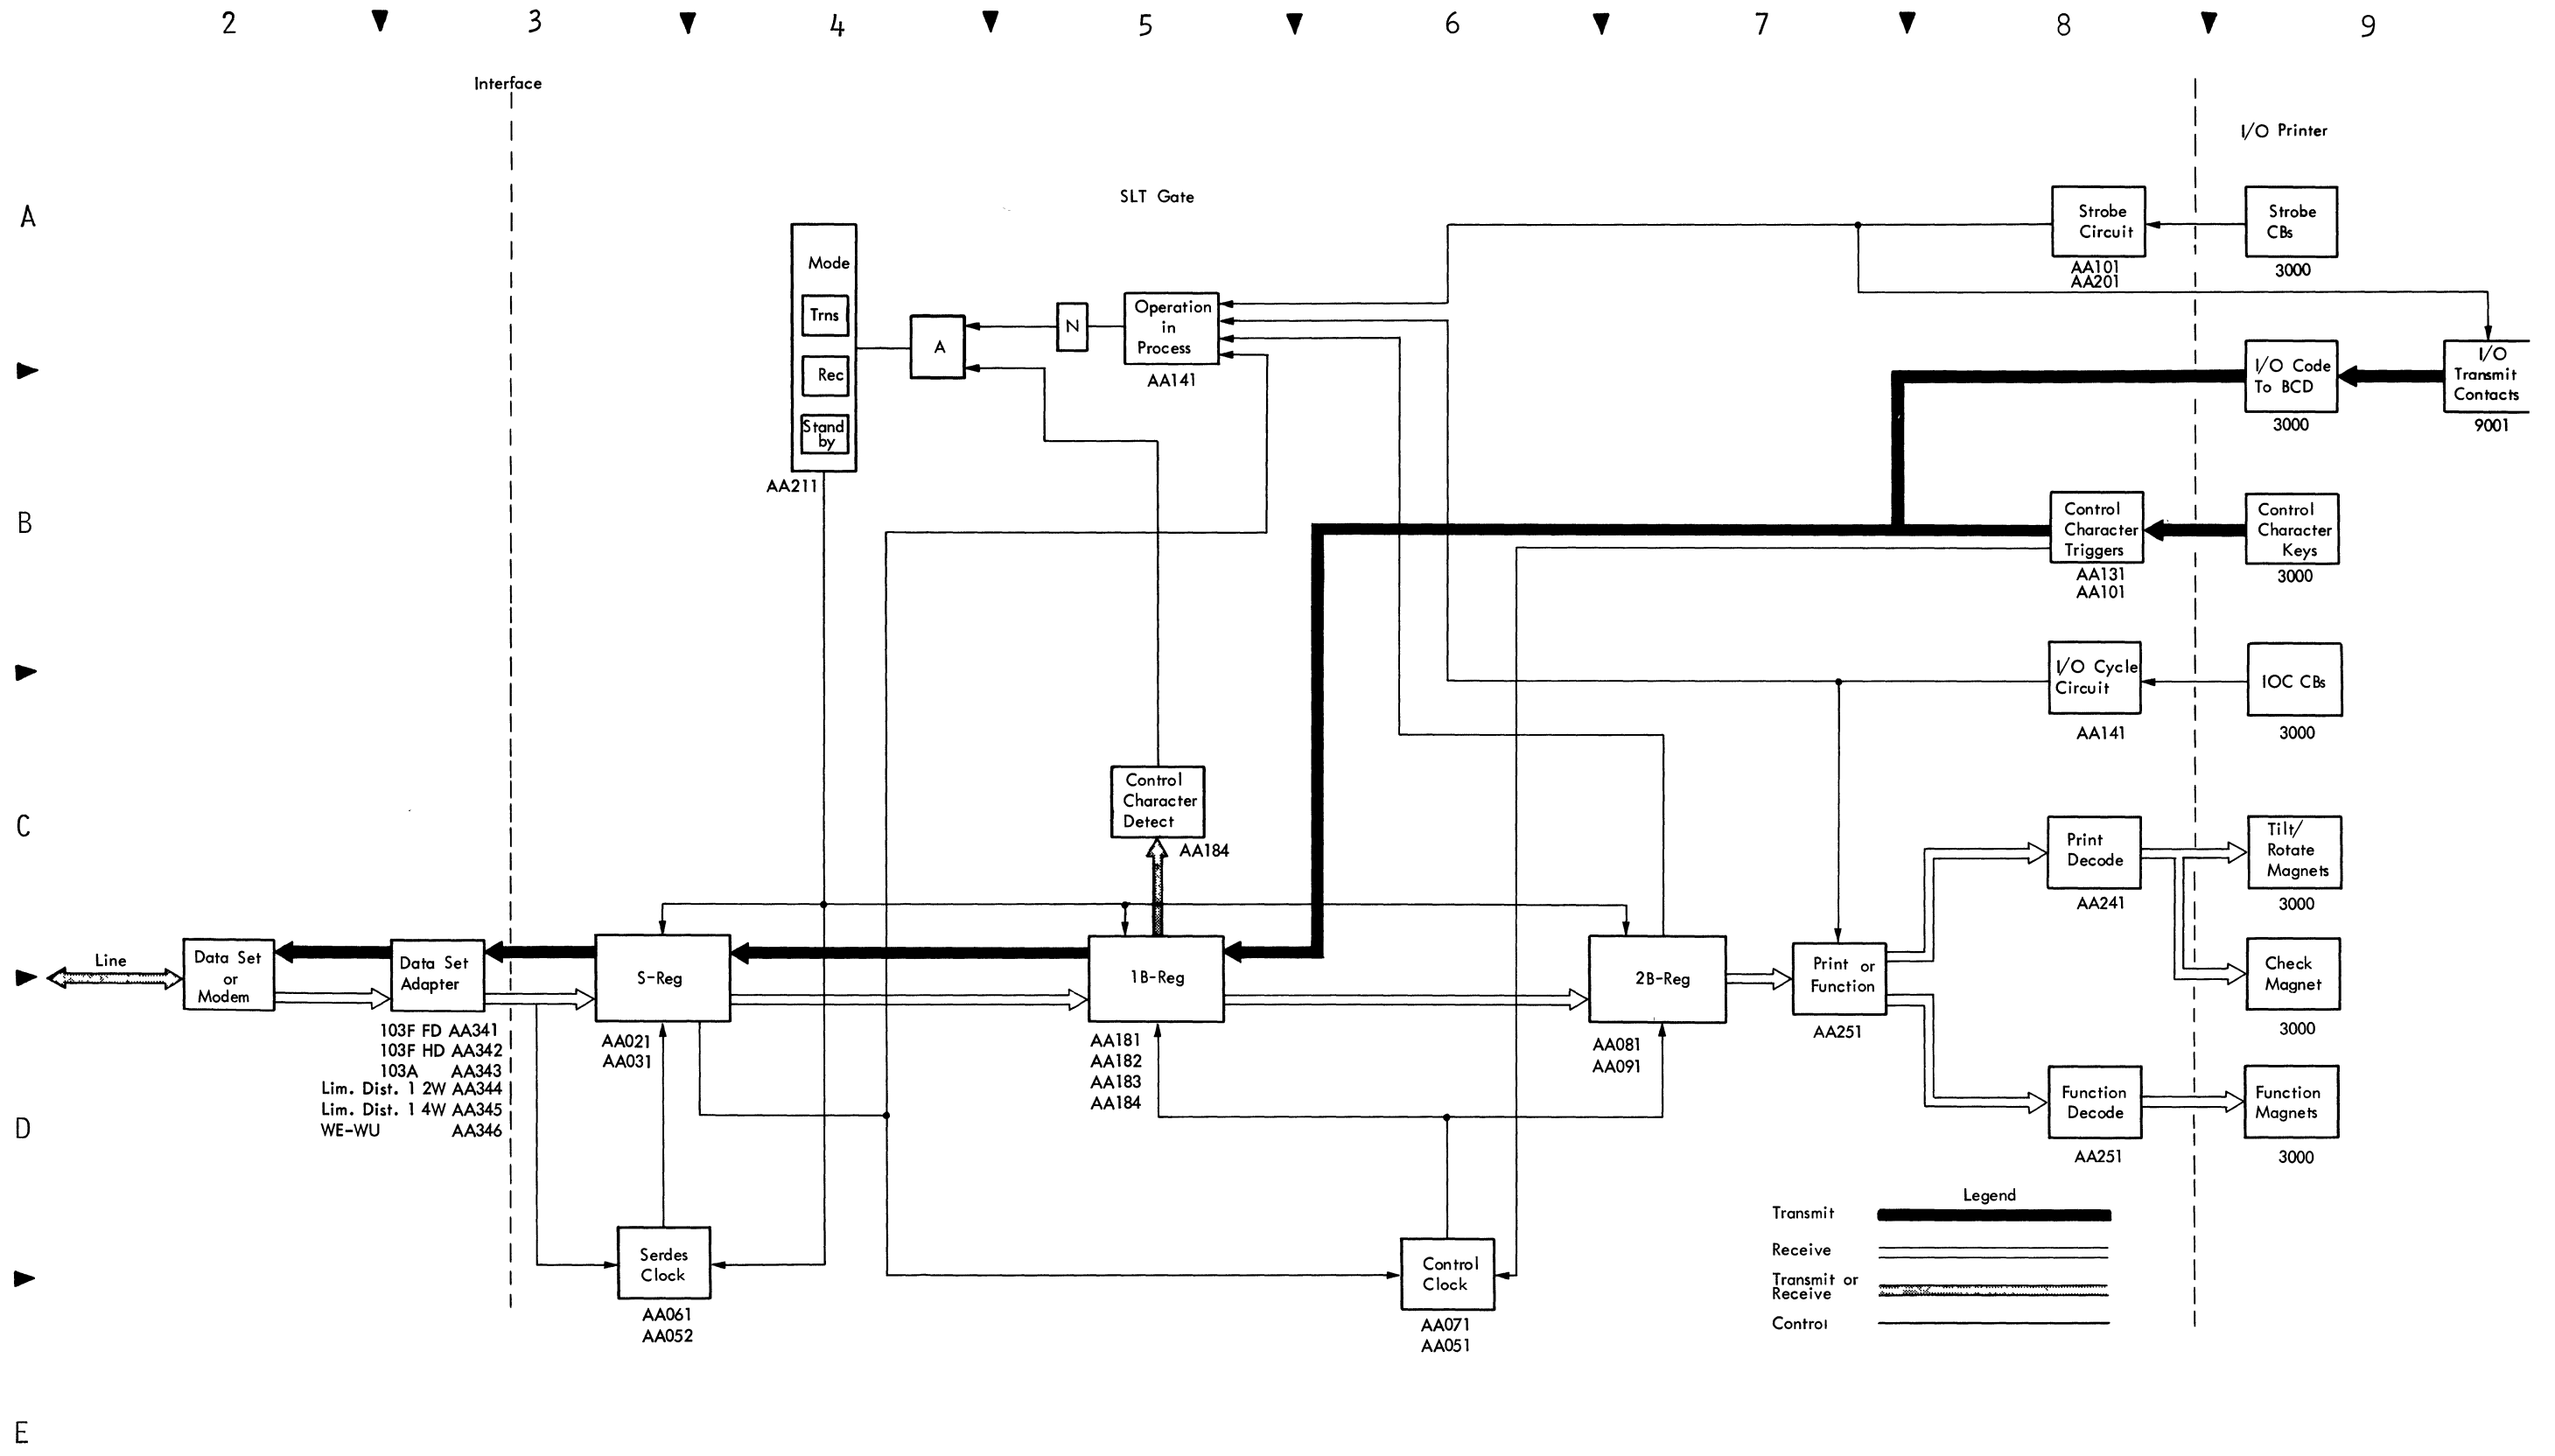 2 3 4 5 6 7 8 9
Interface
I/O Printer
A
SLT Gate
Strobe
Circuit
AA101
AA201
Strobe
CBs
3000
Mode
Trns
Rec
Stand
by
AA211
A
N
Operation
in
Process
AA141
I/O Code
To BCD
3000
I/O
Transmit
Contacts
9001
B
Control
Character
Triggers
AA131
AA101
Control
Character
Keys
3000
I/O Cycle
Circuit
AA141
IOC CBs
3000
C
Control
Character
Detect
AA184
Print
Decode
AA241
Tilt/
Rotate
Magnets
3000
Line
Data Set
or
Modem
Data Set
Adapter
103F FD AA341
103F HD AA342
103A AA343
Lim. Dist. 1 2W AA344
Lim. Dist. 1 4W AA345
WE-WU AA346
S-Reg
AA021
AA031
1B-Reg
AA181
AA182
AA183
AA184
2B-Reg
AA081
AA091
Print or
Function
AA251
Check
Magnet
3000
D
Function
Decode
AA251
Function
Magnets
3000
Serdes
Clock
AA061
AA052
Control
Clock
AA071
AA051
Legend
Transmit
Receive
Transmit or
Receive
Control
E